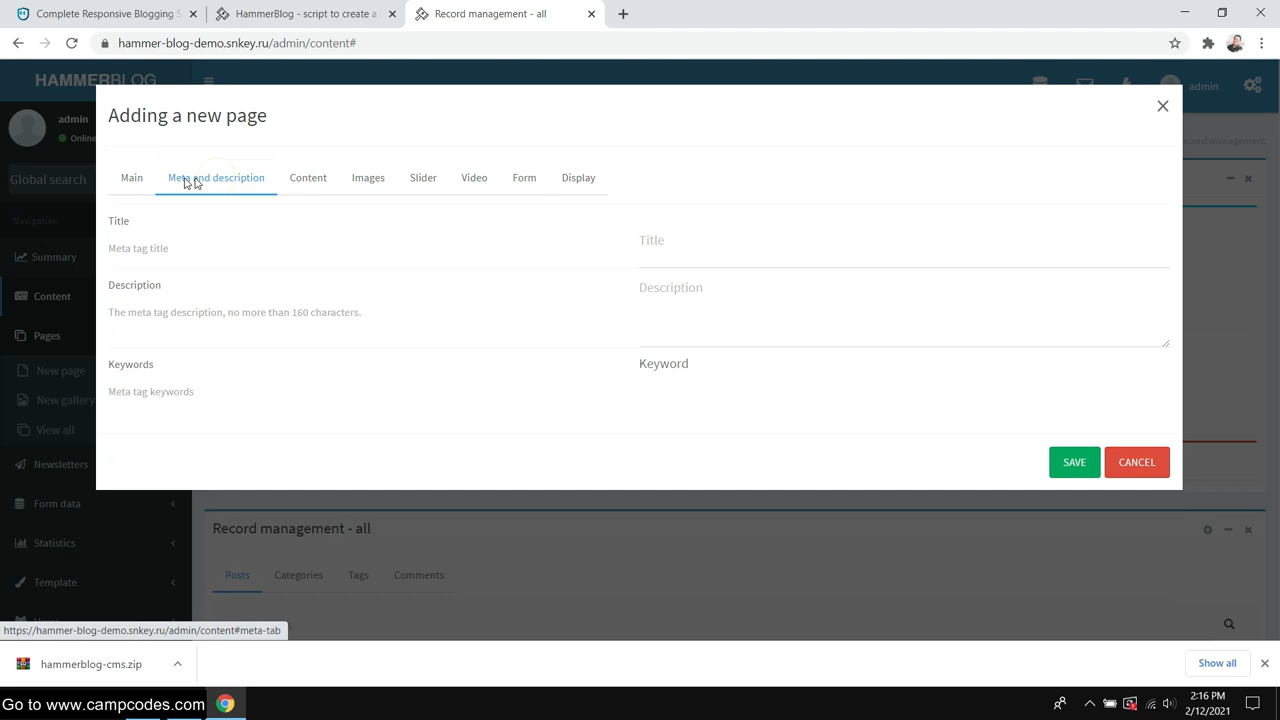 Complete Responsive Blogging S
HammerBlog - script to create a
Record management - all
hammer-blog-demo.snkey.ru/admin/content#
HAMMERBLOG
admin
Adding a new page
admin
Online
Record management
Global search
Main
Meta and description
Content
Images
Slider
Video
Form
Display
Navigation
Title
Meta tag title
Title
Summary
Description
The meta tag description, no more than 160 characters.
Description
Content
Pages
Keywords
Meta tag keywords
Keyword
New page
New gallery
View all
Newsletters
SAVE
CANCEL
Form data
Record management - all
Statistics
Posts
Categories
Tags
Comments
Template
https://hammer-blog-demo.snkey.ru/admin/content#meta-tab
hammerblog-cms.zip
Show all
Go to www.campcodes.com
2:16 PM
2/12/2021